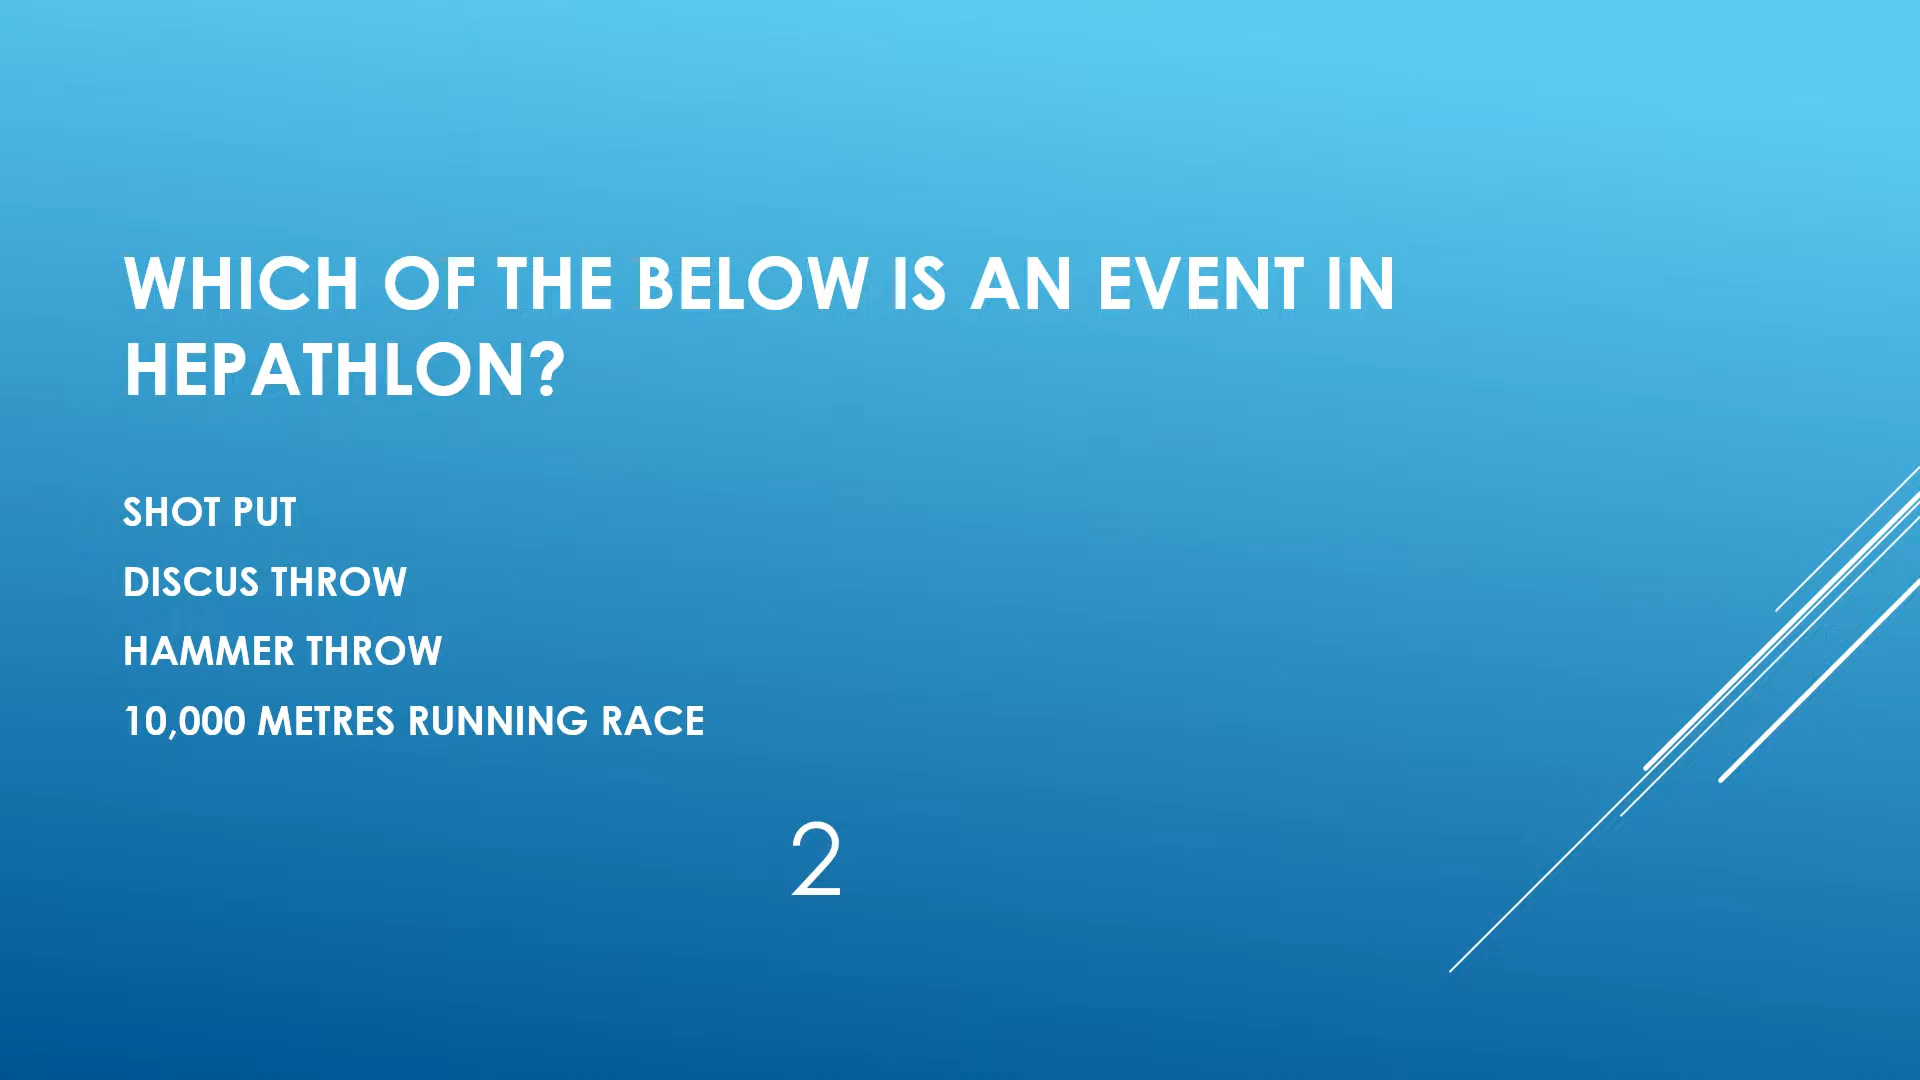 WHICH OF THE BELOW IS AN EVENT IN
HEPATHLON?
SHOT PUT
DISCUS THROW
HAMMER THROW
10,000 METRES RUNNING RACE
2